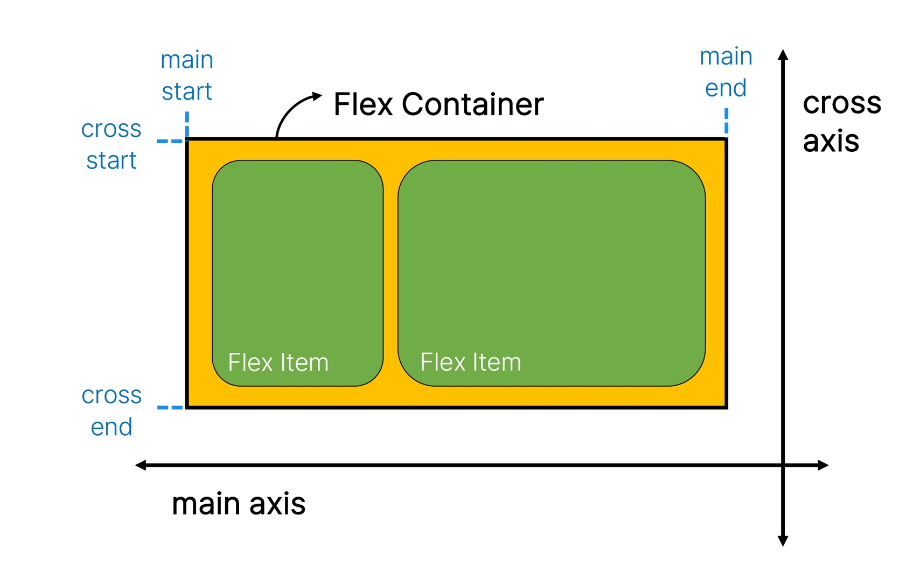 main
start
main
end
Flex Container
cross
axis
cross
start
Flex Item
Flex Item
cross
end
main axis